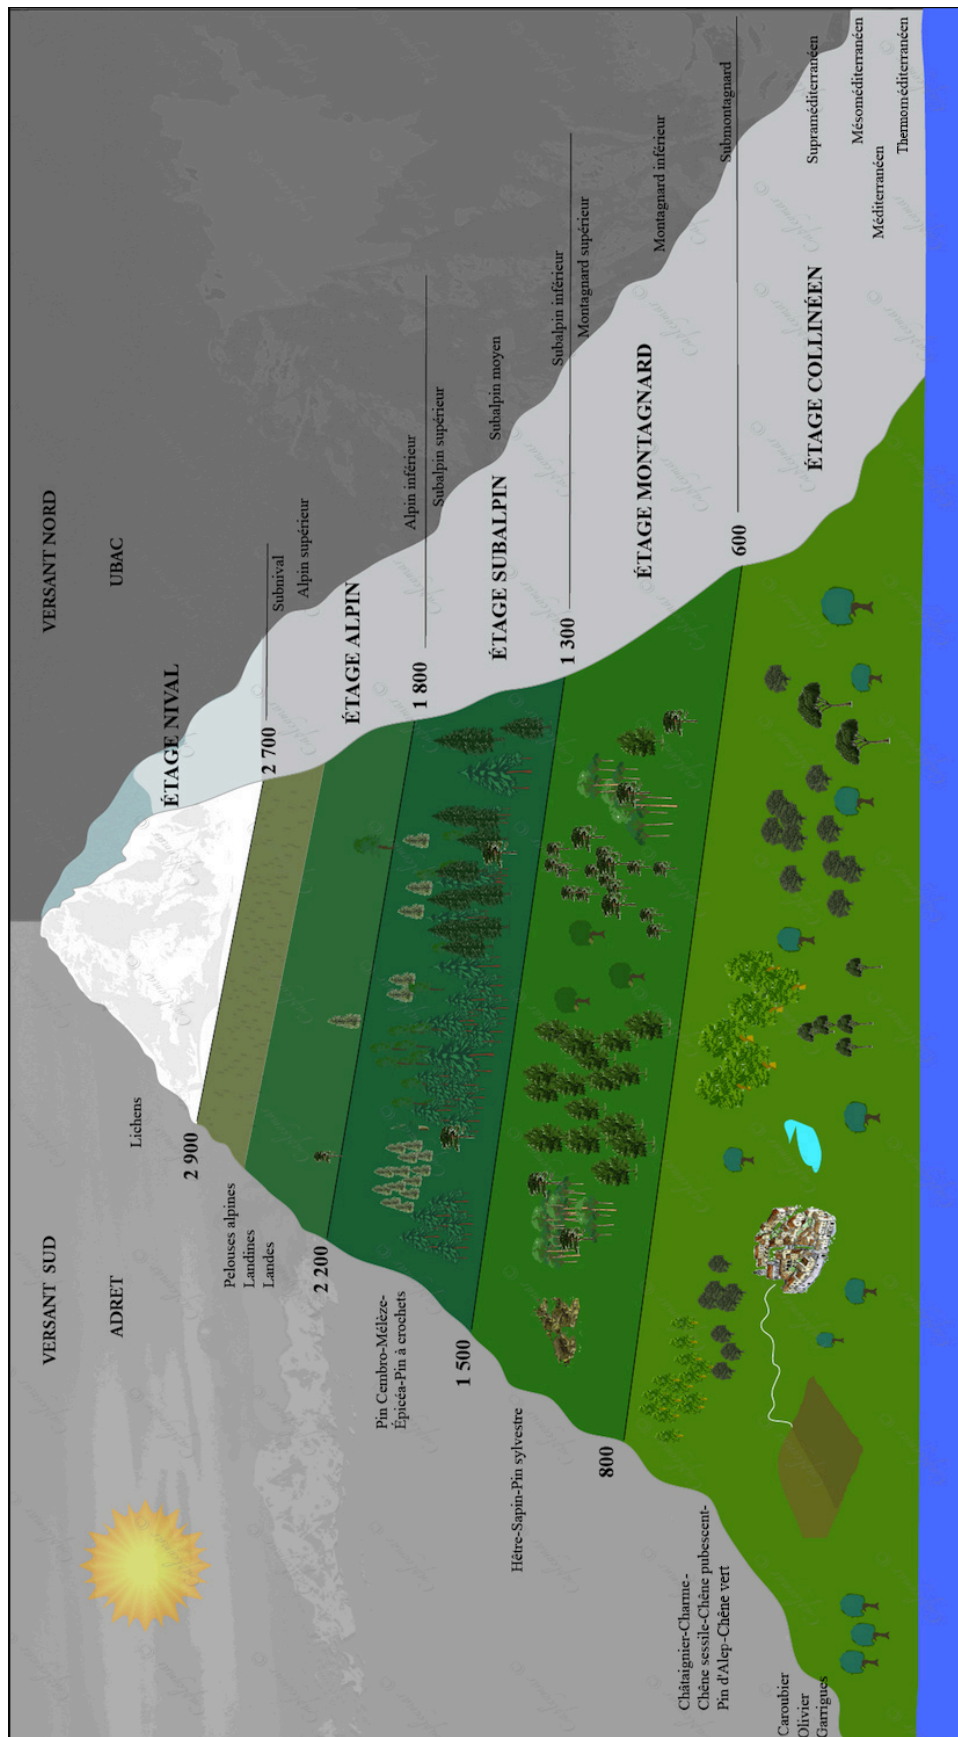 VERSANT SUD
ADRET
VERSANT NORD
UBAC
Lichens
2 900
Pelouses alpines
Landines
Landes
2 200
Pin Cembro-Mélèze-
Épicéa-Pin à crochets
1 500
Hêtre-Sapin-Pin sylvestre
800
Châtaignier-Charme-
Chêne sessile-Chêne pubescent-
Pin d'Alep-Chêne vert
Caroubier
Olivier
Garrigues
ÉTAGE NIVAL
2 700
Subnival
Alpin supérieur
ÉTAGE ALPIN
Alpin inférieur
1 800
Subalpin supérieur
Subalpin moyen
ÉTAGE SUBALPIN
Subalpin inférieur
1 300
Montagnard supérieur
ÉTAGE MONTAGNARD
Montagnard inférieur
Submontagnard
600
ÉTAGE COLLINÉEN
Supraméditerranéen
Mésoméditerranéen
Méditerranéen
Thermoméditerranéen